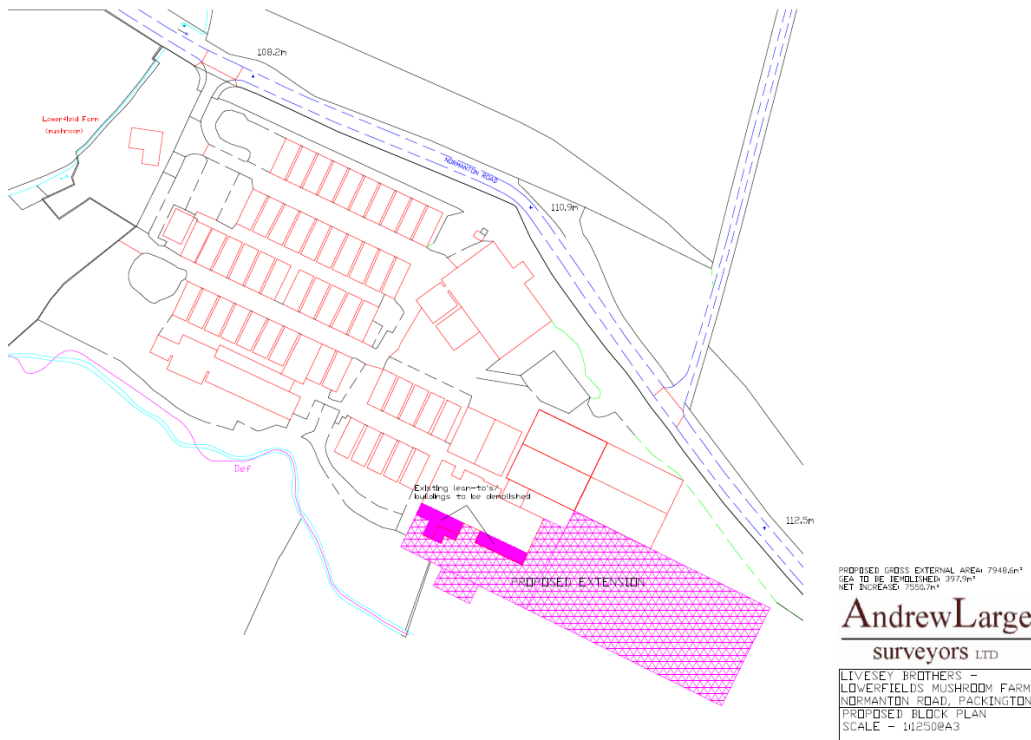 108.2m
Lowerfield Farm
(mushroom)
NORMANTON ROAD
110.9m
Def
Existing lean-to's/
buildings to be demolished
112.5m
PROPOSED EXTENSION
PROPOSED GROSS EXTERNAL AREA: 7948.6m²
GEA TO BE DEMOLISHED: 397.9m²
NET INCREASE: 7550.7m²
AndrewLarge
surveyors LTD
LIVESEY BROTHERS -
LOWERFIELDS MUSHROOM FARM
NORMANTON ROAD, PACKINGTON
PROPOSED BLOCK PLAN
SCALE - 1:1250@A3